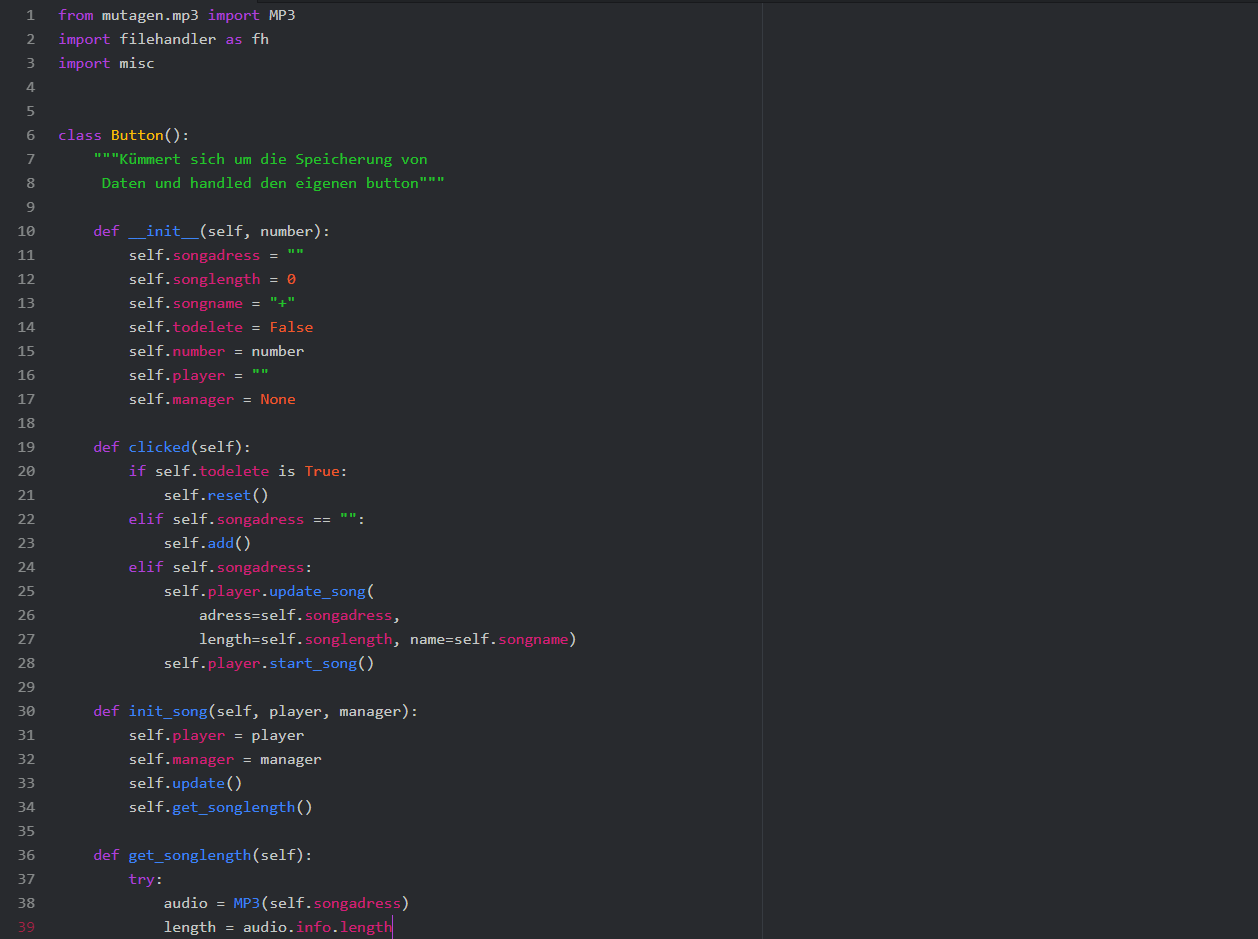 1 from mutagen.mp3 import MP3
2 import filehandler as fh
3 import misc
4
5
6 class Button():
7     """Kümmert sich um die Speicherung von
8      Daten und handled den eigenen button"""
9
10     def __init__(self, number):
11         self.songadress = ""
12         self.songlength = 0
13         self.songname = "+"
14         self.todelete = False
15         self.number = number
16         self.player = ""
17         self.manager = None
18
19     def clicked(self):
20         if self.todelete is True:
21             self.reset()
22         elif self.songadress == "":
23             self.add()
24         elif self.songadress:
25             self.player.update_song(
26                 adress=self.songadress,
27                 length=self.songlength, name=self.songname)
28             self.player.start_song()
29
30     def init_song(self, player, manager):
31         self.player = player
32         self.manager = manager
33         self.update()
34         self.get_songlength()
35
36     def get_songlength(self):
37         try:
38             audio = MP3(self.songadress)
39             length = audio.info.length